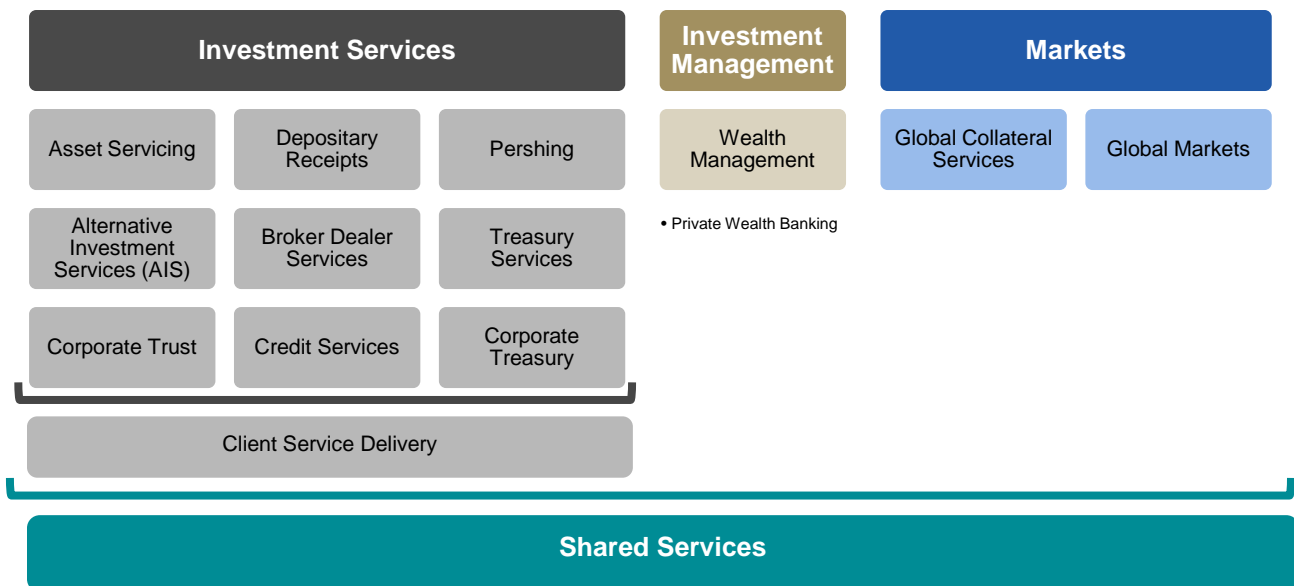 Investment Services
Investment
Management
Markets
Asset Servicing
Depositary
Receipts
Pershing
Wealth
Management
Global Collateral
Services
Global Markets
Alternative
Investment
Services (AIS)
Broker Dealer
Services
Treasury
Services
• Private Wealth Banking
Corporate Trust
Credit Services
Corporate
Treasury
Client Service Delivery
Shared Services